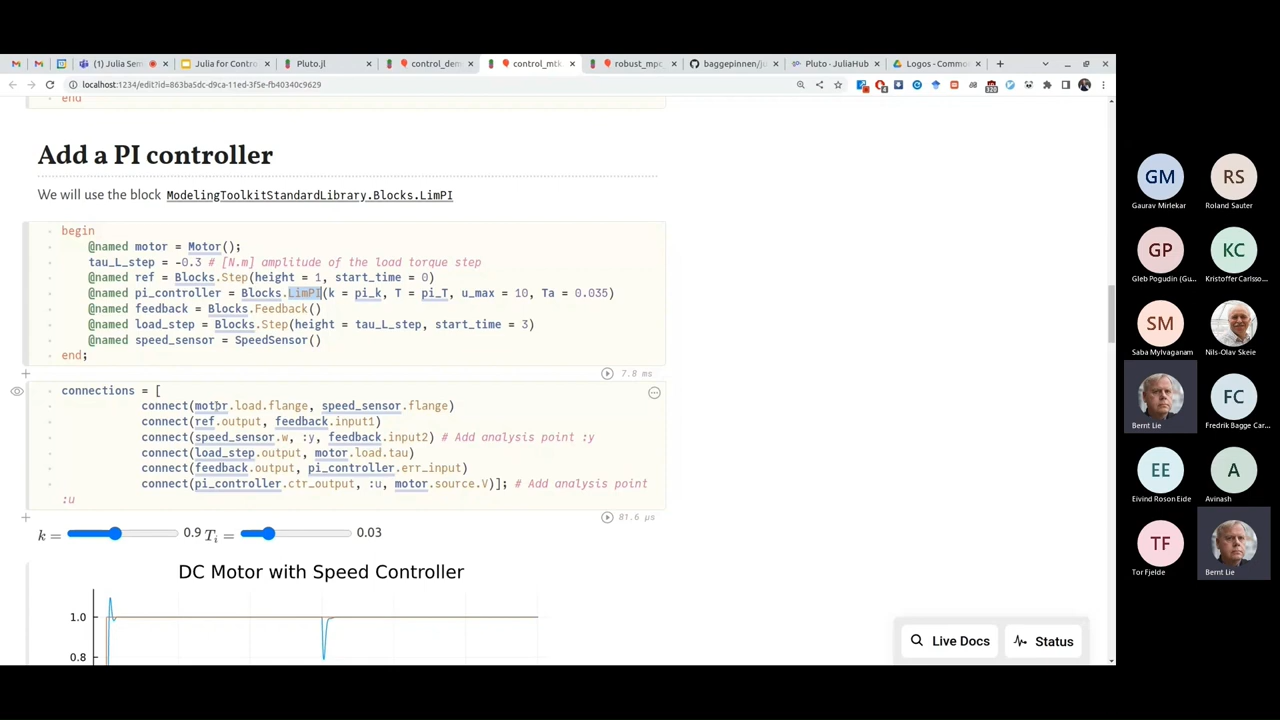 (1) Julia Sem
Julia for Contro
Pluto.jl
control_dem
control_mtk
robust_mpc
baggepinnen/ju
Pluto - JuliaHub
Logos - Commo
localhost:1234/edit?id=863ba5dc-d9ca-11ed-3f5e-fb40340c9629
end
Add a PI controller
We will use the block ModelingToolkitStandardLibrary.Blocks.LimPI
begin
@named motor = Motor();
tau_L_step = -0.3 # [N.m] amplitude of the load torque step
@named ref = Blocks.Step(height = 1, start_time = 0)
@named pi_controller = Blocks.LimPI(k = pi_k, T = pi_T, u_max = 10, Ta = 0.035)
@named feedback = Blocks.Feedback()
@named load_step = Blocks.Step(height = tau_L_step, start_time = 3)
@named speed_sensor = SpeedSensor()
end;
7.8 ms
connections = [
connect(motor.load.flange, speed_sensor.flange)
connect(ref.output, feedback.input1)
connect(speed_sensor.w, :y, feedback.input2) # Add analysis point :y
connect(load_step.output, motor.load.tau)
connect(feedback.output, pi_controller.err_input)
connect(pi_controller.ctr_output, :u, motor.source.V)]; # Add analysis point
:u
81.6 μs
k = 0.9 Ti = 0.03
DC Motor with Speed Controller
1.0
0.8
Live Docs
Status
GM
RS
Gaurav Mirlekar
Roland Sauter
GP
KC
Gleb Pogudin (Gu...
Kristoffer Carlsso...
SM
Saba Mylvaganam
Nils-Olav Skeie
FC
Bernt Lie
Fredrik Bagge Car...
EE
A
Eivind Roson Eide
Avinash
TF
Tor Fjelde
Bernt Lie